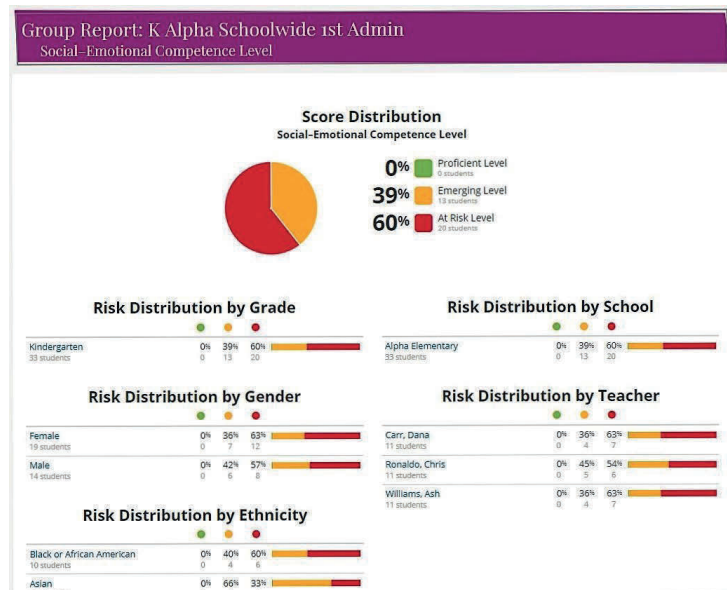 Group Report: K Alpha Schoolwide 1st Admin
Social–Emotional Competence Level
Score Distribution
Social–Emotional Competence Level
0% Proficient Level
0 students
39% Emerging Level
13 students
60% At Risk Level
20 students
Risk Distribution by Grade
Kindergarten 0% 39% 60%
33 students 0 13 20
Risk Distribution by School
Alpha Elementary 0% 39% 60%
33 students 0 13 20
Risk Distribution by Gender
Female 0% 36% 63%
19 students 0 7 12
Male 0% 42% 57%
14 students 0 6 8
Risk Distribution by Teacher
Carr, Dana 0% 36% 63%
11 students 0 4 7
Ronaldo, Chris 0% 45% 54%
11 students 0 5 6
Williams, Ash 0% 36% 63%
11 students 0 4 7
Risk Distribution by Ethnicity
Black or African American 0% 40% 60%
10 students 0 4 6
Asian 0% 66% 33%